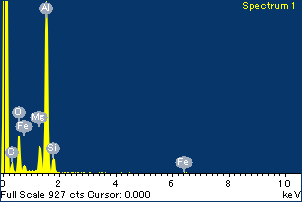 Spectrum 1
Al
O
Fe
Mg
Si
O
Fe
0 2 4 6 8 10
Full Scale 927 cts Cursor: 0.000 keV